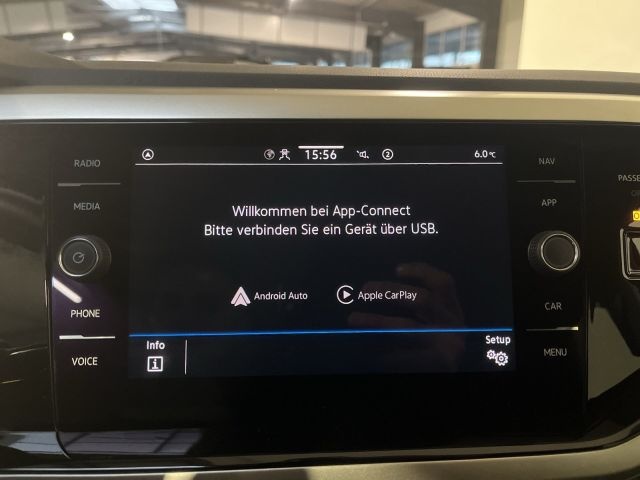 RADIO
MEDIA
PHONE
VOICE
15:56
2
6.0°C
Willkommen bei App-Connect
Bitte verbinden Sie ein Gerät über USB.
Android Auto
Apple CarPlay
Info
Setup
NAV
APP
CAR
MENU